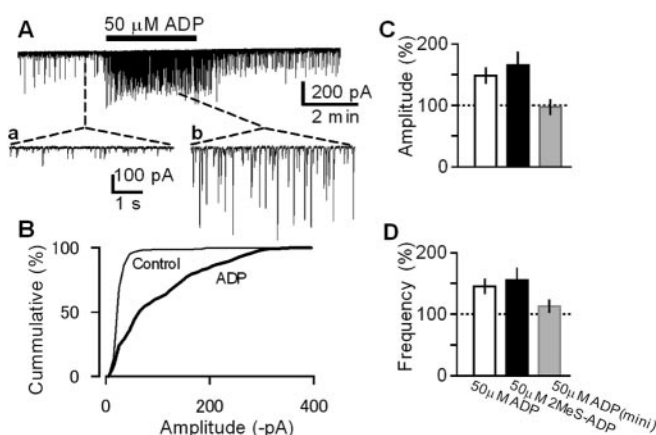 A
50 μM ADP
200 pA
2 min
a
b
100 pA
1 s
B
Cummulative (%)
100
50
0
Control
ADP
0
200
400
Amplitude (-pA)
C
Amplitude (%)
200
100
0
D
Frequency (%)
200
100
0
50μM ADP
50μM 2MeS-ADP
50μM ADP(mini)